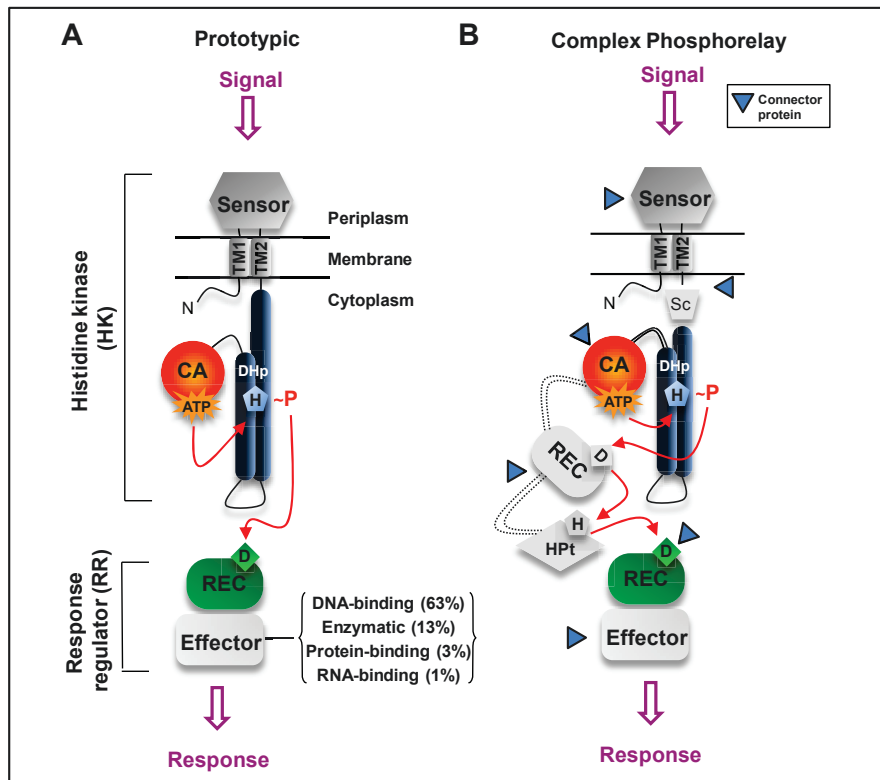 A
Prototypic
Signal
Sensor
Periplasm
TM1
TM2
Membrane
N
Cytoplasm
Histidine kinase
(HK)
CA
ATP
DHp
H
~P
D
REC
Response
regulator (RR)
Effector
DNA-binding (63%)
Enzymatic (13%)
Protein-binding (3%)
RNA-binding (1%)
Response
B
Complex Phosphorelay
Signal
Connector
protein
Sensor
TM1
TM2
N
Sc
CA
ATP
DHp
H
~P
REC
D
H
HPt
D
REC
Effector
Response